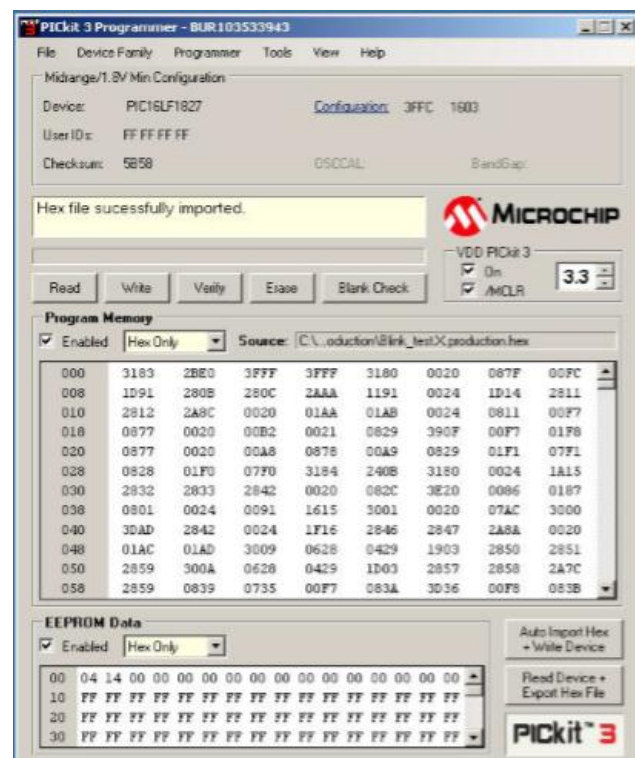 PICkit 3 Programmer - BUR103533943
File Device Family Programmer Tools View Help
Midrange/1.8V Min Configuration
Device: PIC16LF1827 Configuration: 3FFC 1603
User IDs: FF FF FF FF
Checksum: 5B58 OSCCAL: BandGap:
Hex file sucessfully imported.
MICROCHIP
VDD PICkit 3
On
/MCLR
3.3
Read Write Verify Erase Blank Check
Program Memory
Enabled Hex Only Source: C:\...oduction\Blink_test.X.production.hex
000 3183 2BE0 3FFF 3FFF 3180 0020 087F 00FC
008 1D91 280B 280C 2AAA 1191 0024 1D14 2811
010 2812 2A8C 0020 01AA 01AB 0024 0811 00F7
018 0877 0020 00B2 0021 0829 390F 00F7 01F8
020 0877 0020 00A8 0878 00A9 0829 01F1 07F1
028 0828 01F0 07F0 3184 240B 3180 0024 1A15
030 2832 2833 2842 0020 082C 3E20 0086 0187
038 0801 0024 0091 1615 3001 0020 07AC 3000
040 3DAD 2842 0024 1F16 2846 2847 2A8A 0020
048 01AC 01AD 3009 0628 0429 1903 2850 2851
050 2859 300A 0628 0429 1D03 2857 2858 2A7C
058 2859 0839 0735 00F7 083A 3D36 00F8 083B
EEPROM Data
Enabled Hex Only
00 04 14 00 00 00 00 00 00 00 00 00 00 00 00 00 00
10 FF FF FF FF FF FF FF FF FF FF FF FF FF FF FF FF
20 FF FF FF FF FF FF FF FF FF FF FF FF FF FF FF FF
30 FF FF FF FF FF FF FF FF FF FF FF FF FF FF FF FF
Auto Import Hex
+ Write Device
Read Device +
Export Hex File
PICkit™ 3